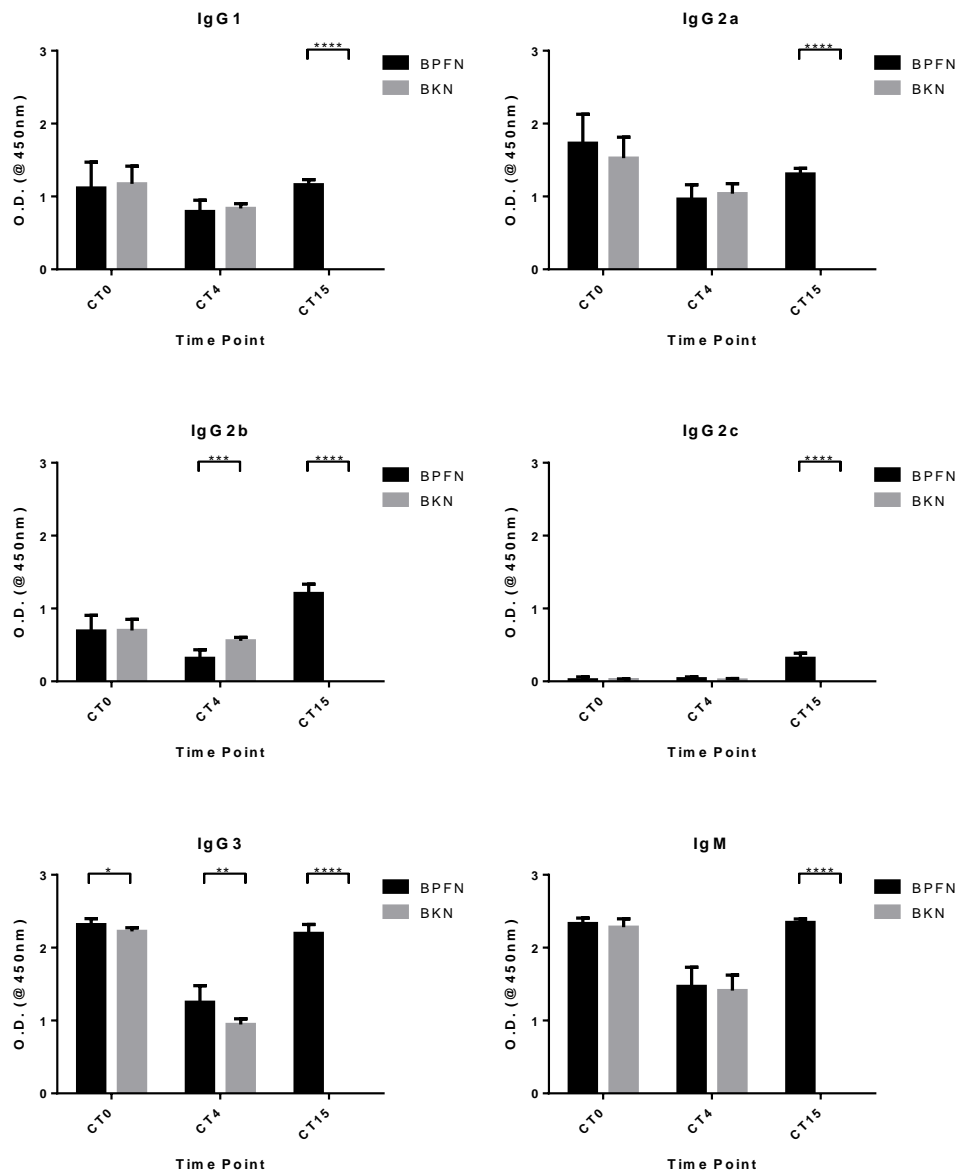 IgG1
3
2
1
0
O.D. (@450nm)
****
BPFN
BKN
CT0
CT4
CT15
Time Point
IgG2a
3
2
1
0
O.D. (@450nm)
****
BPFN
BKN
CT0
CT4
CT15
Time Point
IgG2b
3
2
1
0
O.D. (@450nm)
***
****
BPFN
BKN
CT0
CT4
CT15
Time Point
IgG2c
3
2
1
0
O.D. (@450nm)
****
BPFN
BKN
CT0
CT4
CT15
Time Point
IgG3
3
2
1
0
O.D. (@450nm)
*
**
****
BPFN
BKN
CT0
CT4
CT15
Time Point
IgM
3
2
1
0
O.D. (@450nm)
****
BPFN
BKN
CT0
CT4
CT15
Time Point